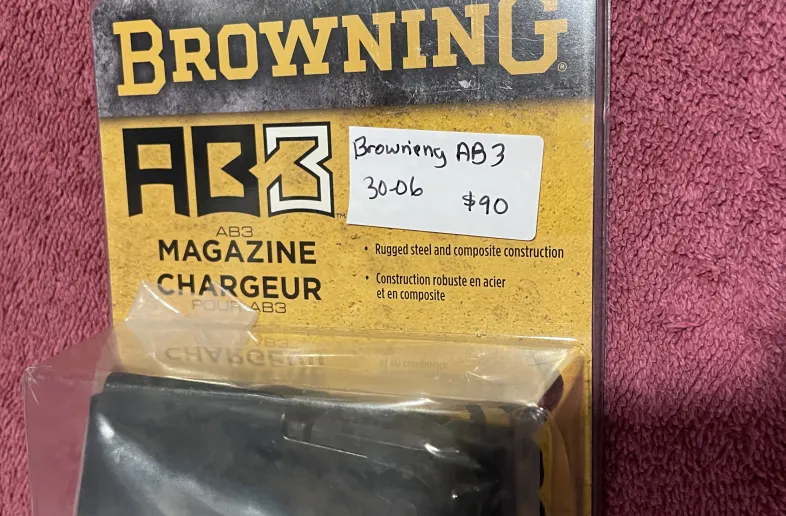 BROWNING®
AB3™
Browning AB3
30-06 $90
AB3
MAGAZINE
CHARGEUR
POUR AB3
• Rugged steel and composite construction
• Construction robuste en acier
et en composite